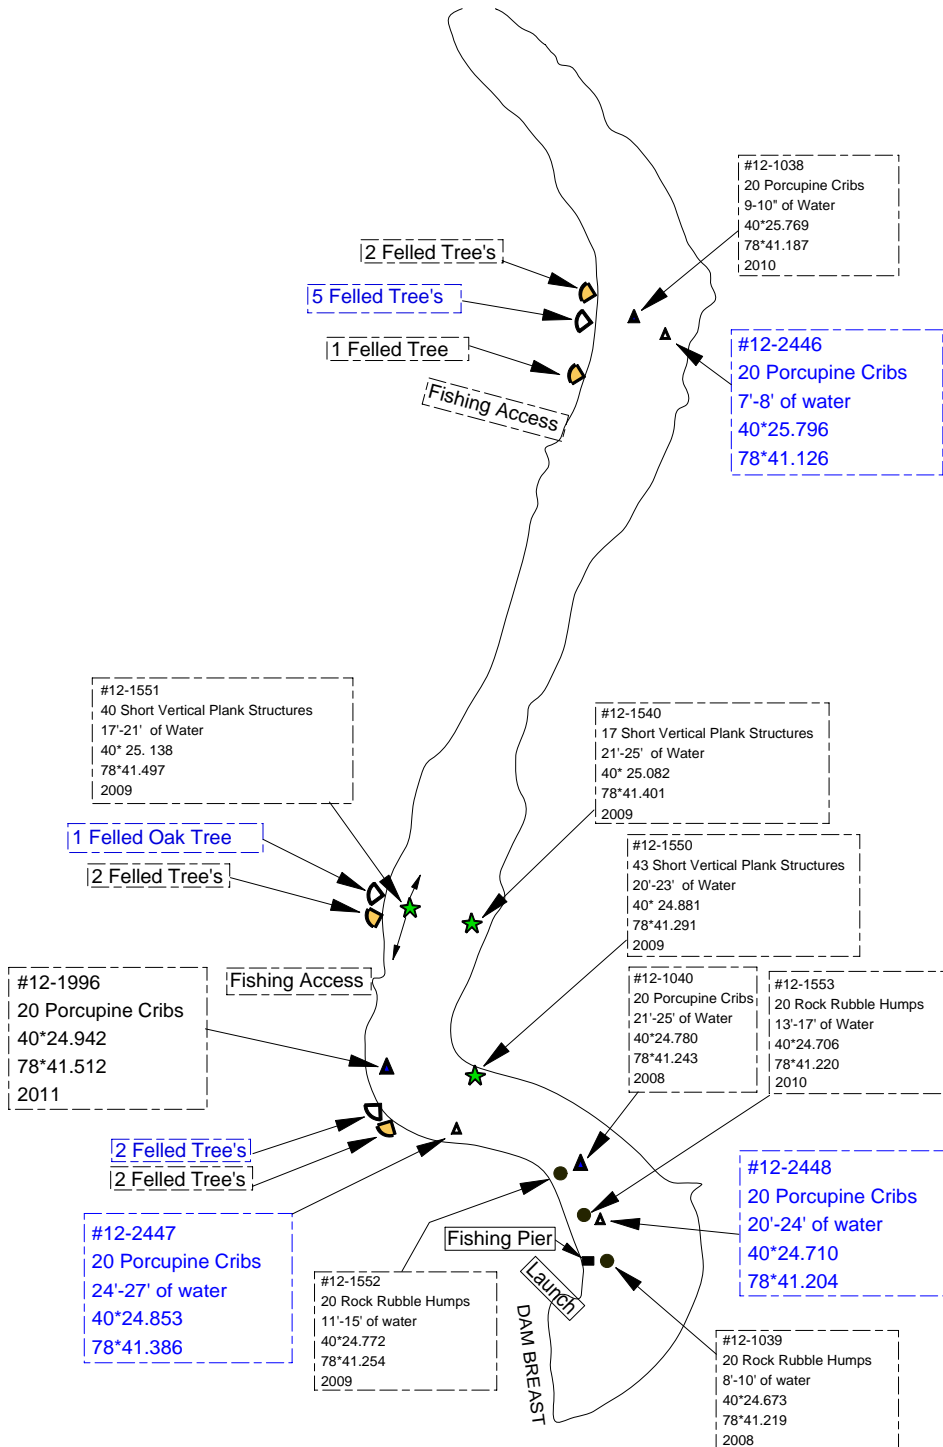 #12-1038
20 Porcupine Cribs
9-10" of Water
40*25.769
78*41.187
2010
2 Felled Tree's
5 Felled Tree's
1 Felled Tree
Fishing Access
#12-2446
20 Porcupine Cribs
7'-8' of water
40*25.796
78*41.126
#12-1551
40 Short Vertical Plank Structures
17'-21' of Water
40* 25. 138
78*41.497
2009
#12-1540
17 Short Vertical Plank Structures
21'-25' of Water
40* 25.082
78*41.401
2009
1 Felled Oak Tree
2 Felled Tree's
#12-1550
43 Short Vertical Plank Structures
20'-23' of Water
40* 24.881
78*41.291
2009
Fishing Access
#12-1996
20 Porcupine Cribs
40*24.942
78*41.512
2011
#12-1040
20 Porcupine Cribs
21'-25' of Water
40*24.780
78*41.243
2008
#12-1553
20 Rock Rubble Humps
13'-17' of Water
40*24.706
78*41.220
2010
2 Felled Tree's
2 Felled Tree's
#12-2448
20 Porcupine Cribs
20'-24' of water
40*24.710
78*41.204
#12-2447
20 Porcupine Cribs
24'-27' of water
40*24.853
78*41.386
Fishing Pier
Launch
DAM BREAST
#12-1552
20 Rock Rubble Humps
11'-15' of water
40*24.772
78*41.254
2009
#12-1039
20 Rock Rubble Humps
8'-10' of water
40*24.673
78*41.219
2008